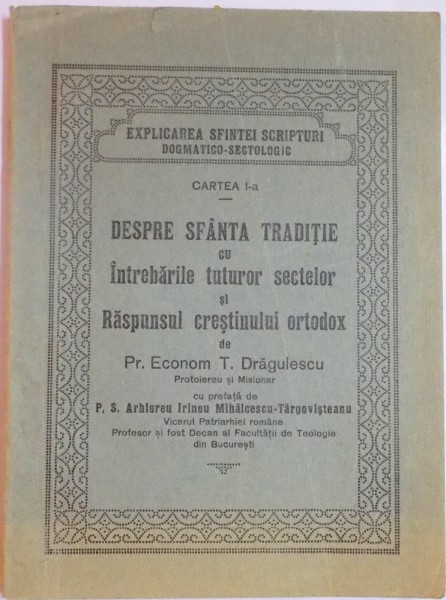 EXPLICAREA SFINTEI SCRIPTURI
DOGMATICO-SECTOLOGIC
CARTEA I-a
DESPRE SFÂNTA TRADIȚIE
cu
Întrebările tuturor sectelor
și
Răspunsul creștinului ortodox
de
Pr. Econom T. Drăgulescu
Protoiereu și Misionar
cu prefață de
P. S. Arhiereu Irineu Mihălcescu-Târgovișteanu
Vicarul Patriarhiei române
Profesor și fost Decan al Facultății de Teologie
din București